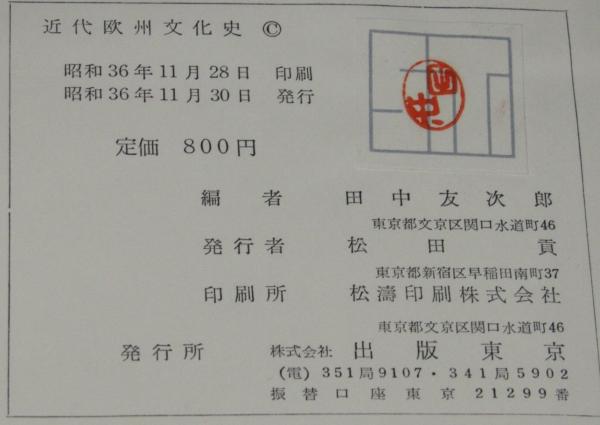 近代欧州文化史 ©
昭和36年11月28日 印刷
昭和36年11月30日 発行
定価 800円
編者 田中友次郎
東京都文京区関口水道町46
発行者 松田貢
東京都新宿区早稲田南町37
印刷所 松濤印刷株式会社
東京都文京区関口水道町46
発行所 株式会社 出版東京
(電) 351局9107・341局5902
振替口座東京21299番